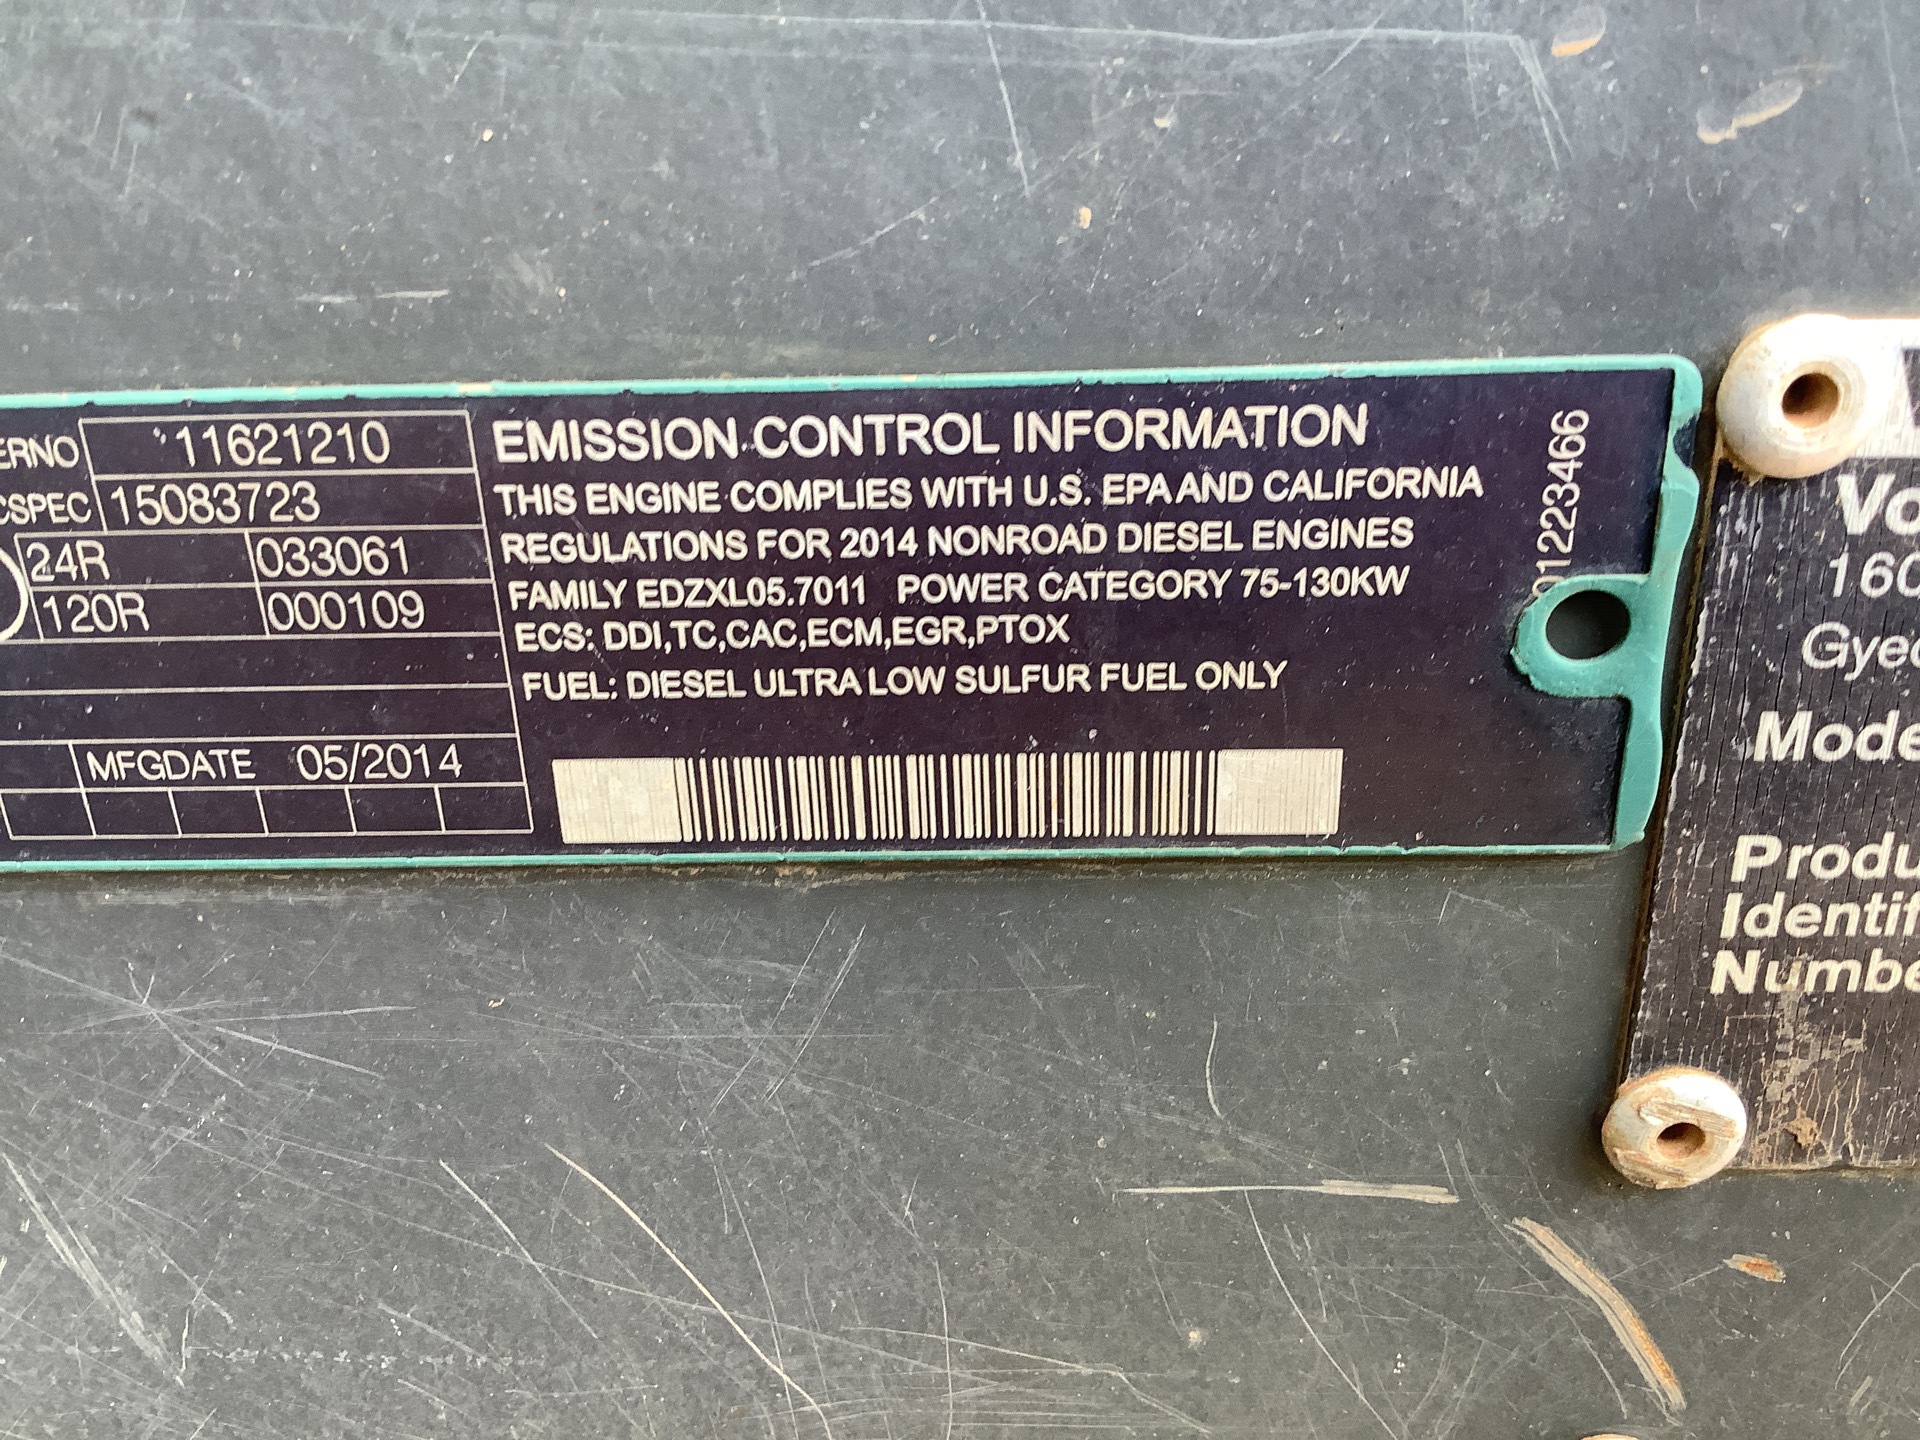 ERNO 11621210
CSPEC 15083723
24R 033061
120R 000109
MFGDATE 05/2014
EMISSION CONTROL INFORMATION
THIS ENGINE COMPLIES WITH U.S. EPA AND CALIFORNIA
REGULATIONS FOR 2014 NONROAD DIESEL ENGINES
FAMILY EDZXL05.7011 POWER CATEGORY 75-130KW
ECS: DDI,TC,CAC,ECM,EGR,PTOX
FUEL: DIESEL ULTRA LOW SULFUR FUEL ONLY
01223466
Vo
160
Gyeo
Mode
Produ
Identif
Numbe